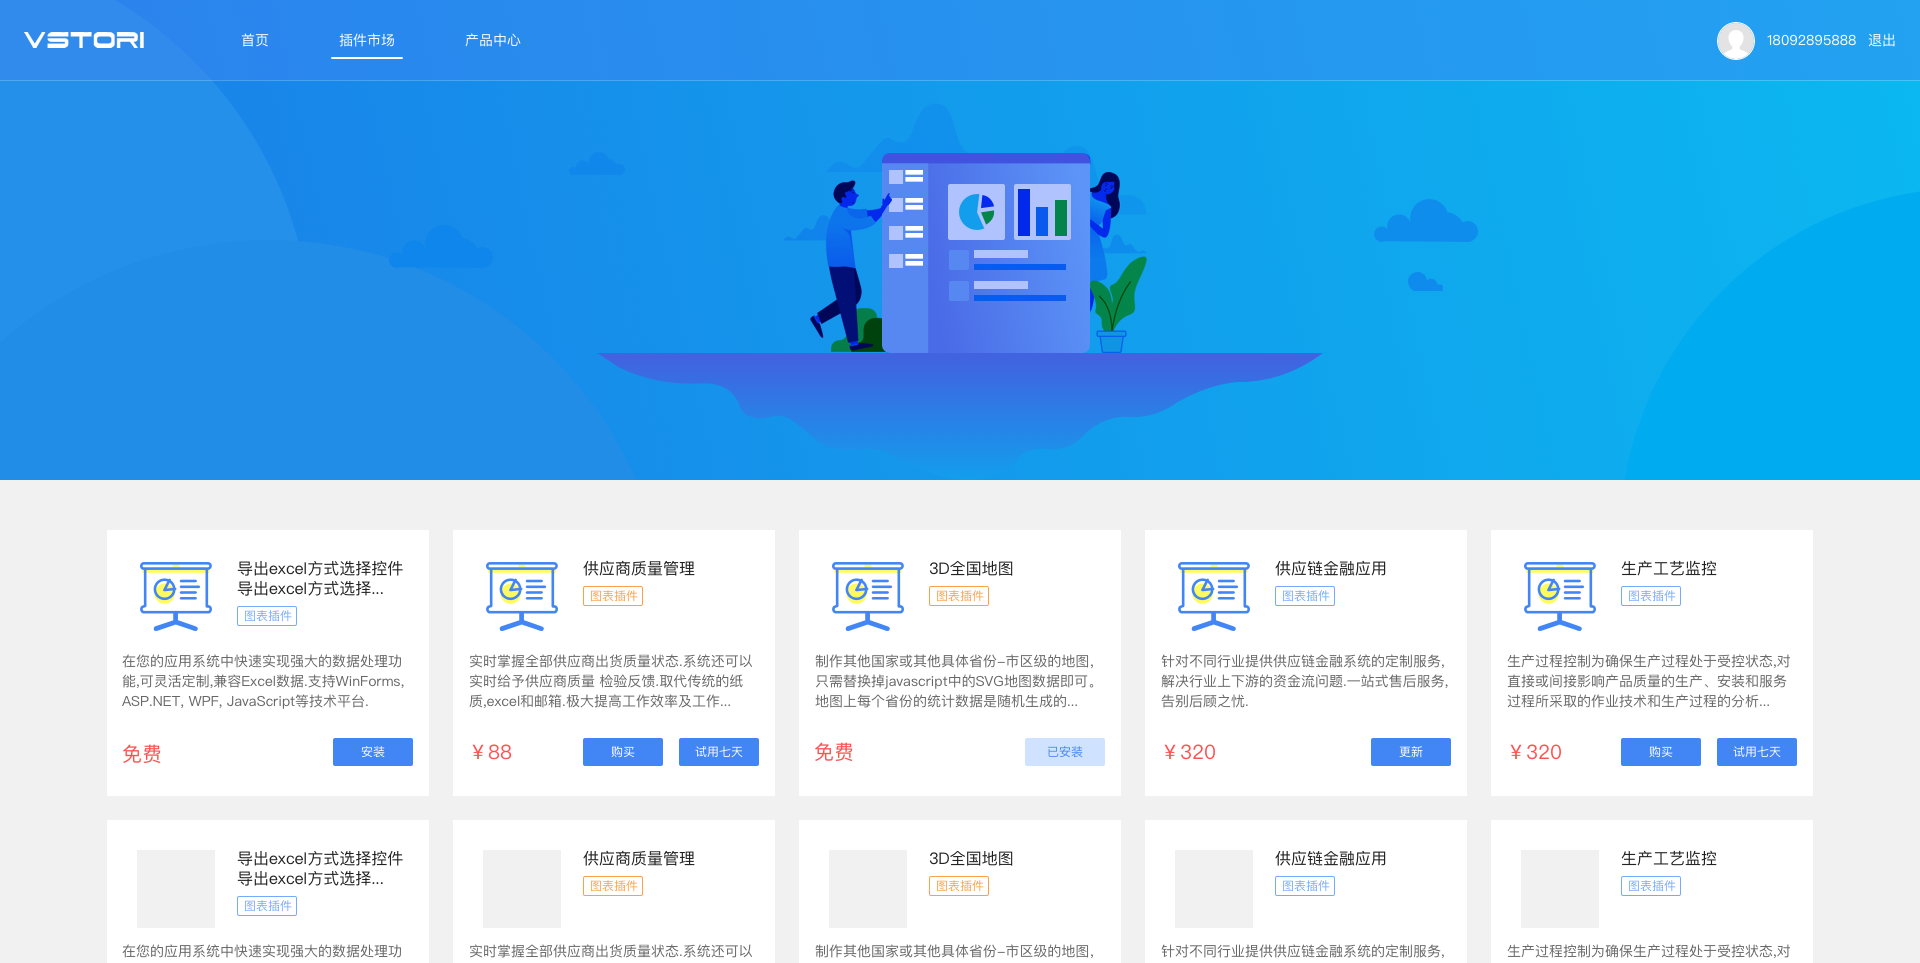 VSTORI 首页 插件市场 产品中心 18092895888 退出
导出excel方式选择控件
导出excel方式选择...
图表插件
在您的应用系统中快速实现强大的数据处理功
能,可灵活定制,兼容Excel数据.支持WinForms,
ASP.NET, WPF, JavaScript等技术平台.
免费 安装
供应商质量管理
图表插件
实时掌握全部供应商出货质量状态.系统还可以
实时给予供应商质量 检验反馈.取代传统的纸
质,excel和邮箱.极大提高工作效率及工作...
￥88 购买 试用七天
3D全国地图
图表插件
制作其他国家或其他具体省份-市区级的地图,
只需替换掉javascript中的SVG地图数据即可。
地图上每个省份的统计数据是随机生成的...
免费 已安装
供应链金融应用
图表插件
针对不同行业提供供应链金融系统的定制服务,
解决行业上下游的资金流问题.一站式售后服务,
告别后顾之忧.
￥320 更新
生产工艺监控
图表插件
生产过程控制为确保生产过程处于受控状态,对
直接或间接影响产品质量的生产、安装和服务
过程所采取的作业技术和生产过程的分析...
￥320 购买 试用七天
导出excel方式选择控件
导出excel方式选择...
图表插件
在您的应用系统中快速实现强大的数据处理功
供应商质量管理
图表插件
实时掌握全部供应商出货质量状态.系统还可以
3D全国地图
图表插件
制作其他国家或其他具体省份-市区级的地图,
供应链金融应用
图表插件
针对不同行业提供供应链金融系统的定制服务,
生产工艺监控
图表插件
生产过程控制为确保生产过程处于受控状态,对